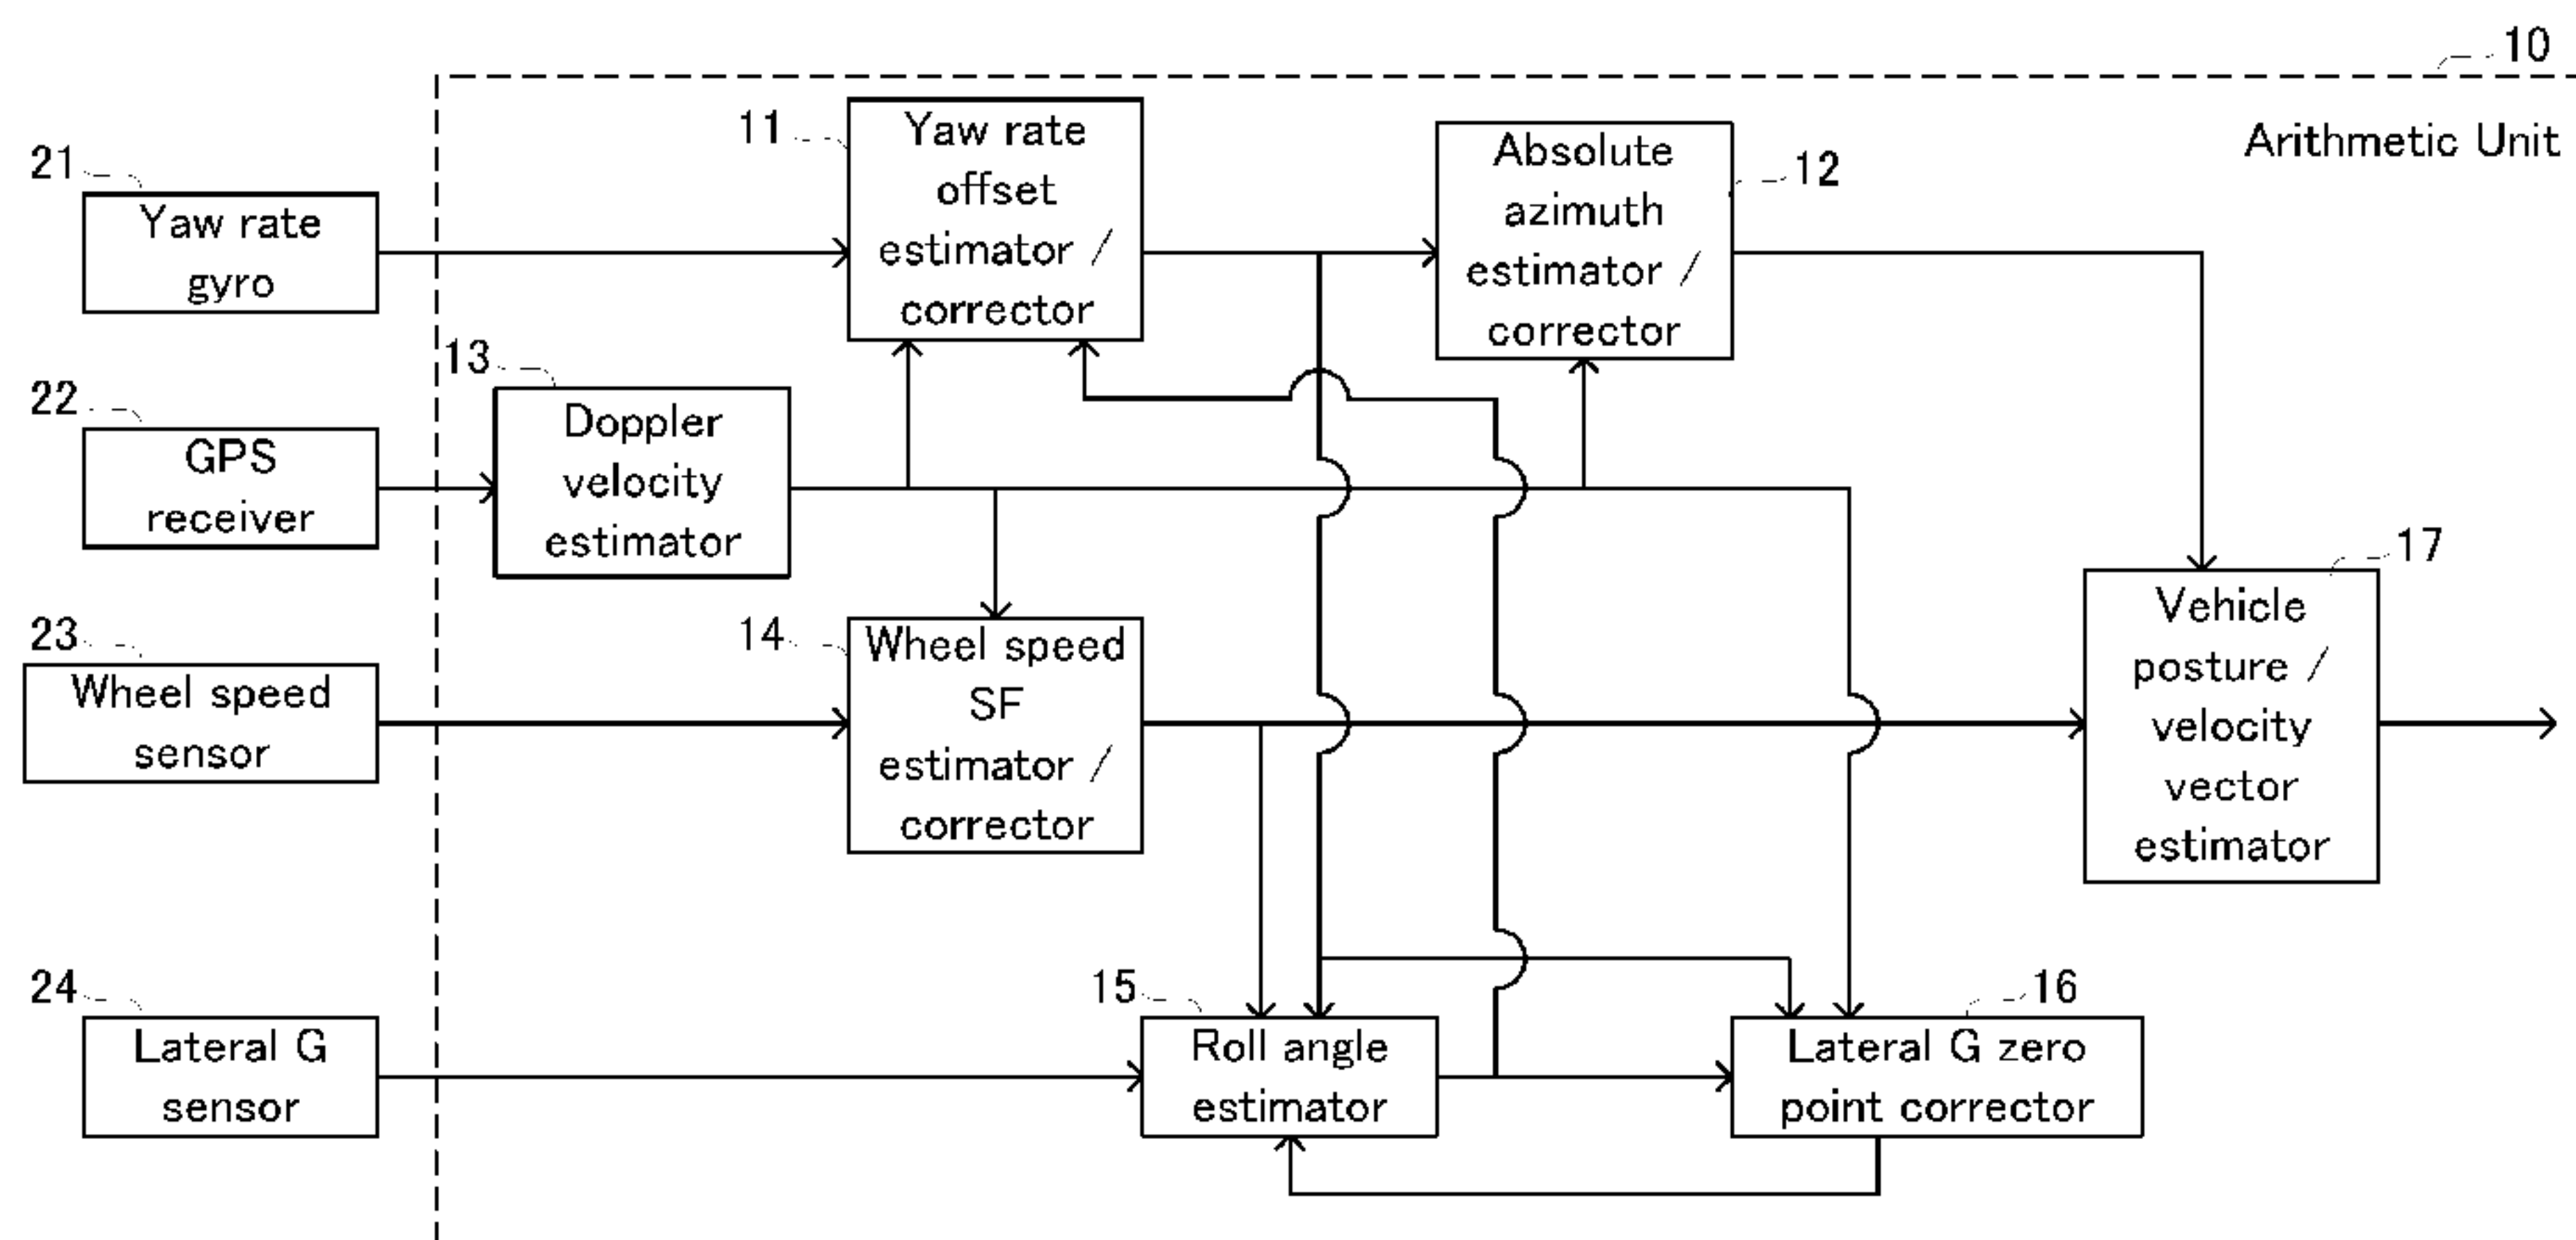 10
Arithmetic Unit
11
Yaw rate
offset
estimator /
corrector
Absolute
azimuth
estimator /
corrector
12
21
Yaw rate
gyro
13
Doppler
velocity
estimator
22
GPS
receiver
17
Vehicle
posture /
velocity
vector
estimator
23
Wheel speed
sensor
14
Wheel speed
SF
estimator /
corrector
24
Lateral G
sensor
15
Roll angle
estimator
16
Lateral G zero
point corrector